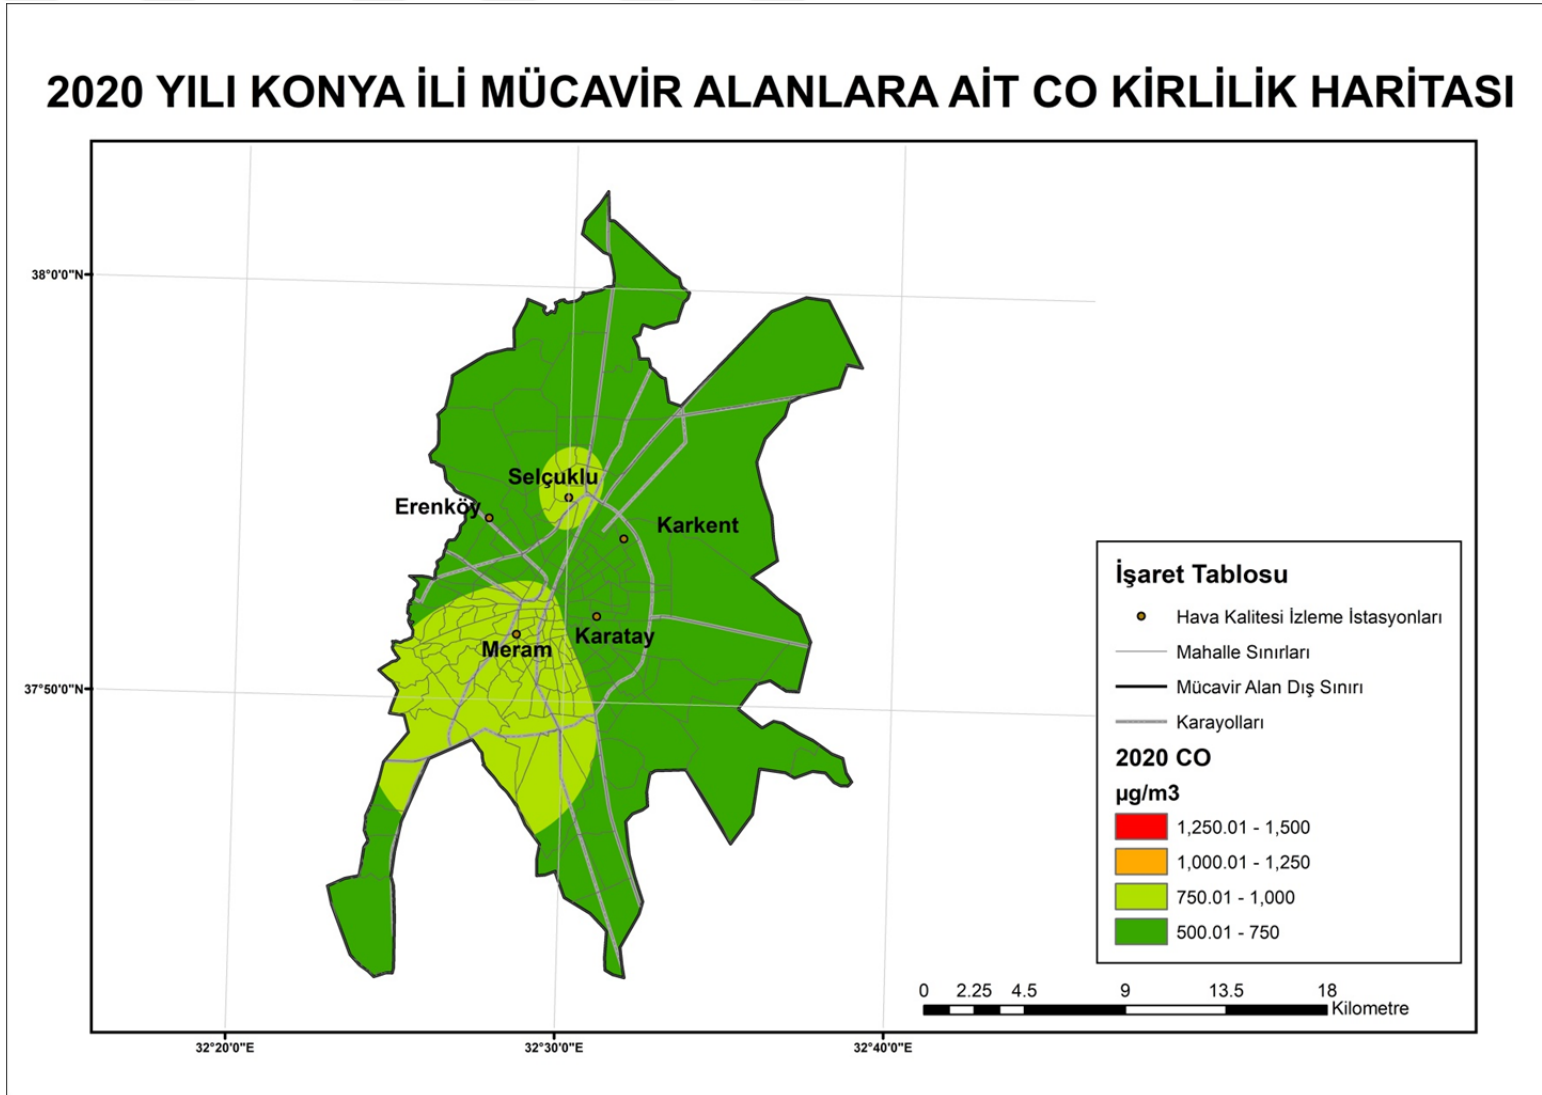 2020 YILI KONYA İLİ MÜCAVİR ALANLARA AİT CO KİRLİLİK HARİTASI
38°0'0"N
Selçuklu
Erenköy
Karkent
Karatay
Meram
37°50'0"N
İşaret Tablosu
Hava Kalitesi İzleme İstasyonları
Mahalle Sınırları
Mücavir Alan Dış Sınırı
Karayolları
2020 CO
µg/m3
1,250.01 - 1,500
1,000.01 - 1,250
750.01 - 1,000
500.01 - 750
0 2.25 4.5 9 13.5 18
Kilometre
32°20'0"E 32°30'0"E 32°40'0"E